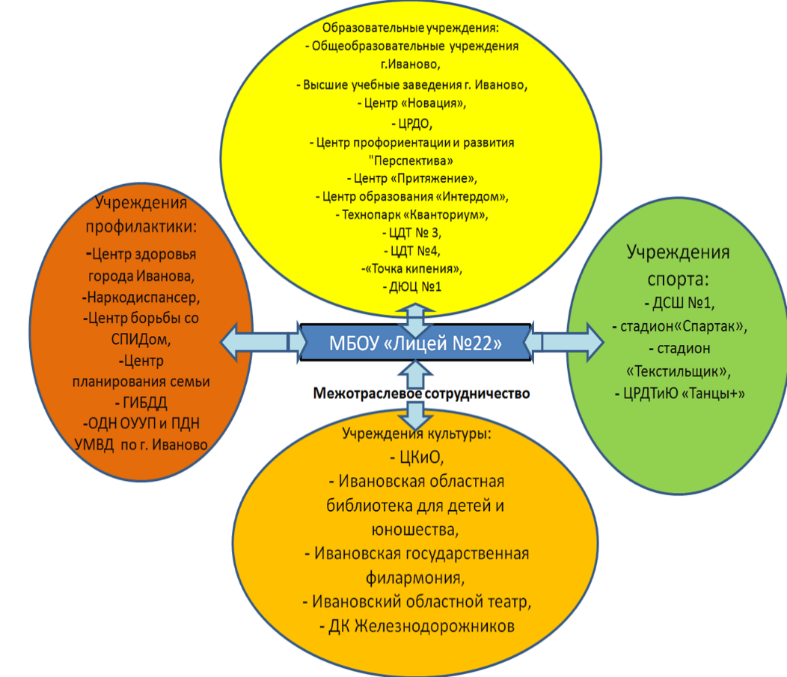 Образовательные учреждения:
- Общеобразовательные учреждения
г.Иваново,
- Высшие учебные заведения г. Иваново,
- Центр «Новация»,
- ЦРДО,
- Центр профориентации и развития
"Перспектива»
- Центр «Притяжение»,
- Центр образования «Интердом»,
- Технопарк «Кванториум»,
- ЦДТ № 3,
- ЦДТ №4,
-«Точка кипения»,
- ДЮЦ №1
Учреждения
профилактики:
-Центр здоровья
города Иванова,
-Наркодиспансер,
-Центр борьбы со
СПИДом,
-Центр
планирования семьи
- ГИБДД
-ОДН ОУУП и ПДН
УМВД по г. Иваново
МБОУ «Лицей №22»
Межотраслевое сотрудничество
Учреждения
спорта:
- ДСШ №1,
- стадион«Спартак»,
- стадион
«Текстильщик»,
- ЦРДТиЮ «Танцы+»
Учреждения культуры:
- ЦКиО,
- Ивановская областная
библиотека для детей и
юношества,
- Ивановская государственная
филармония,
- Ивановский областной театр,
- ДК Железнодорожников